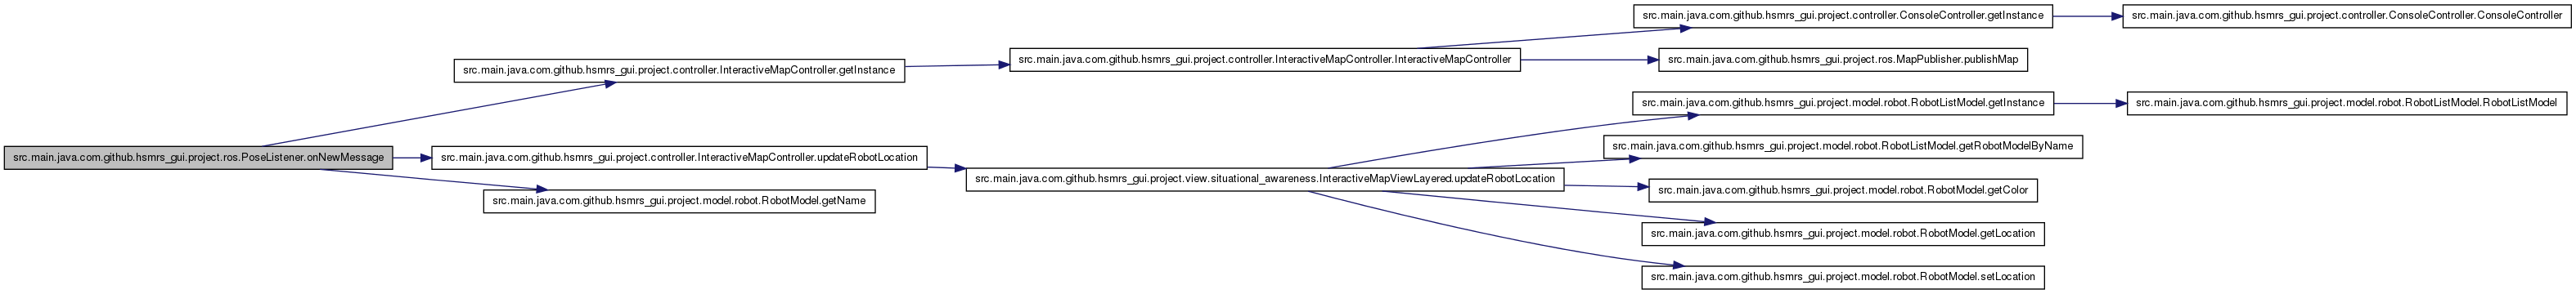 src.main.java.com.github.hsmrs_gui.project.ros.PoseListener.onNewMessage
src.main.java.com.github.hsmrs_gui.project.controller.InteractiveMapController.getInstance
src.main.java.com.github.hsmrs_gui.project.controller.InteractiveMapController.updateRobotLocation
src.main.java.com.github.hsmrs_gui.project.model.robot.RobotModel.getName
src.main.java.com.github.hsmrs_gui.project.controller.InteractiveMapController.InteractiveMapController
src.main.java.com.github.hsmrs_gui.project.view.situational_awareness.InteractiveMapViewLayered.updateRobotLocation
src.main.java.com.github.hsmrs_gui.project.controller.ConsoleController.getInstance
src.main.java.com.github.hsmrs_gui.project.ros.MapPublisher.publishMap
src.main.java.com.github.hsmrs_gui.project.model.robot.RobotListModel.getInstance
src.main.java.com.github.hsmrs_gui.project.model.robot.RobotListModel.getRobotModelByName
src.main.java.com.github.hsmrs_gui.project.model.robot.RobotModel.getColor
src.main.java.com.github.hsmrs_gui.project.model.robot.RobotModel.getLocation
src.main.java.com.github.hsmrs_gui.project.model.robot.RobotModel.setLocation
src.main.java.com.github.hsmrs_gui.project.controller.ConsoleController.ConsoleController
src.main.java.com.github.hsmrs_gui.project.model.robot.RobotListModel.RobotListModel